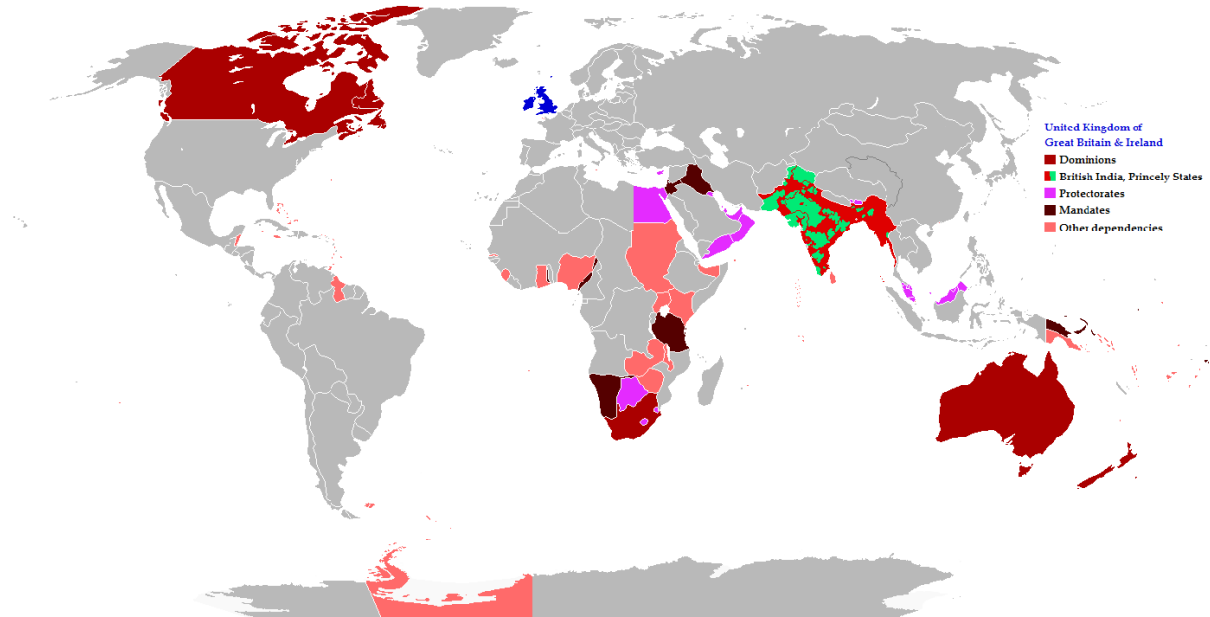 United Kingdom of
Great Britain & Ireland
Dominions
British India, Princely States
Protectorates
Mandates
Other dependencies